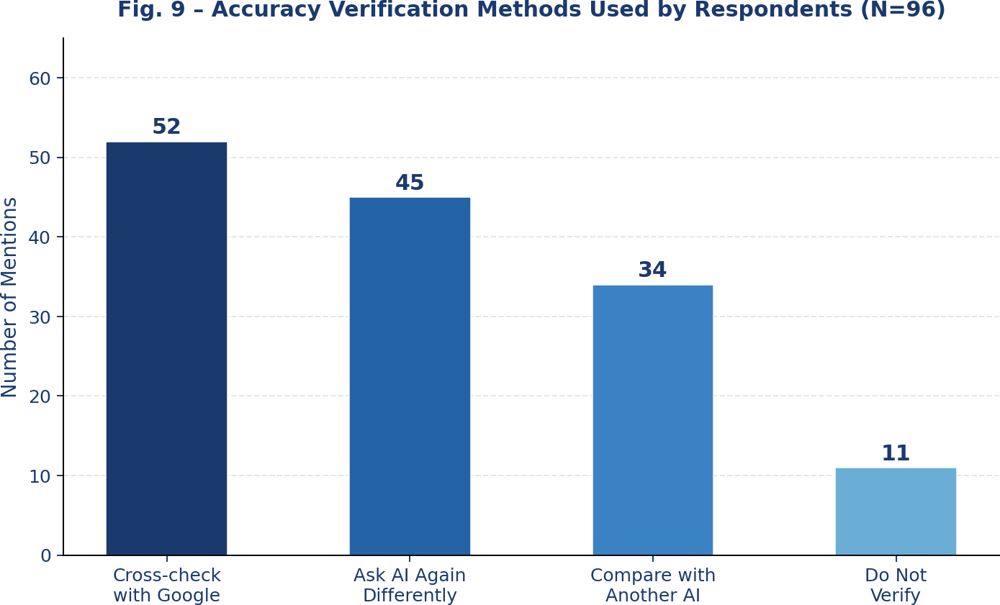 Fig. 9 – Accuracy Verification Methods Used by Respondents (N=96)
Number of Mentions
60
50
40
30
20
10
0
52
45
34
11
Cross-check
with Google
Ask AI Again
Differently
Compare with
Another AI
Do Not
Verify